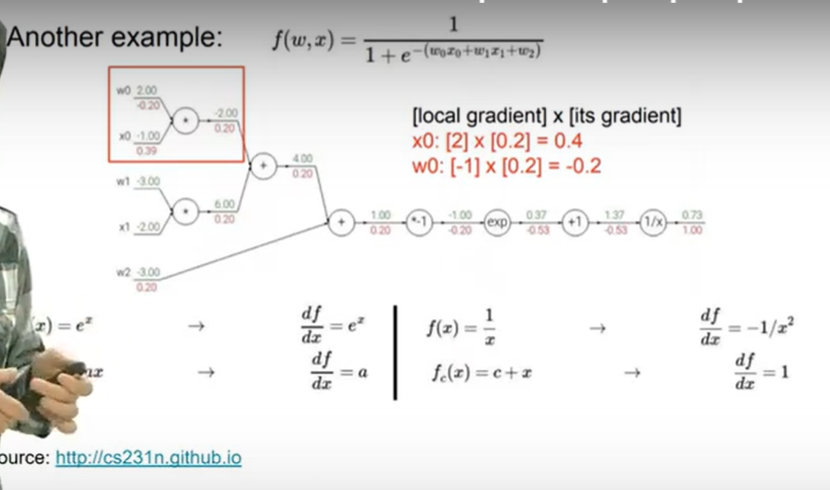 Another example: f(w, x) = 1 / (1 + e^−(w₀x₀+w₁x₁+w₂))
w0 2.00
-0.20
-2.00
0.20
x0 -1.00
0.39
[local gradient] x [its gradient]
x0: [2] x [0.2] = 0.4
w0: [-1] x [0.2] = -0.2
+ 4.00
0.20
w1 -3.00
* 6.00
0.20
x1 -2.00
+ 1.00 *-1 -1.00 exp 0.37 +1 1.37 1/x 0.73
0.20 -0.20 -0.53 -0.53 1.00
w2 -3.00
0.20
x) = eˣ → df/dx = eˣ
f(x) = 1/x → df/dx = −1/x²
ax → df/dx = a
f꜀(x) = c + x → df/dx = 1
ource: http://cs231n.github.io